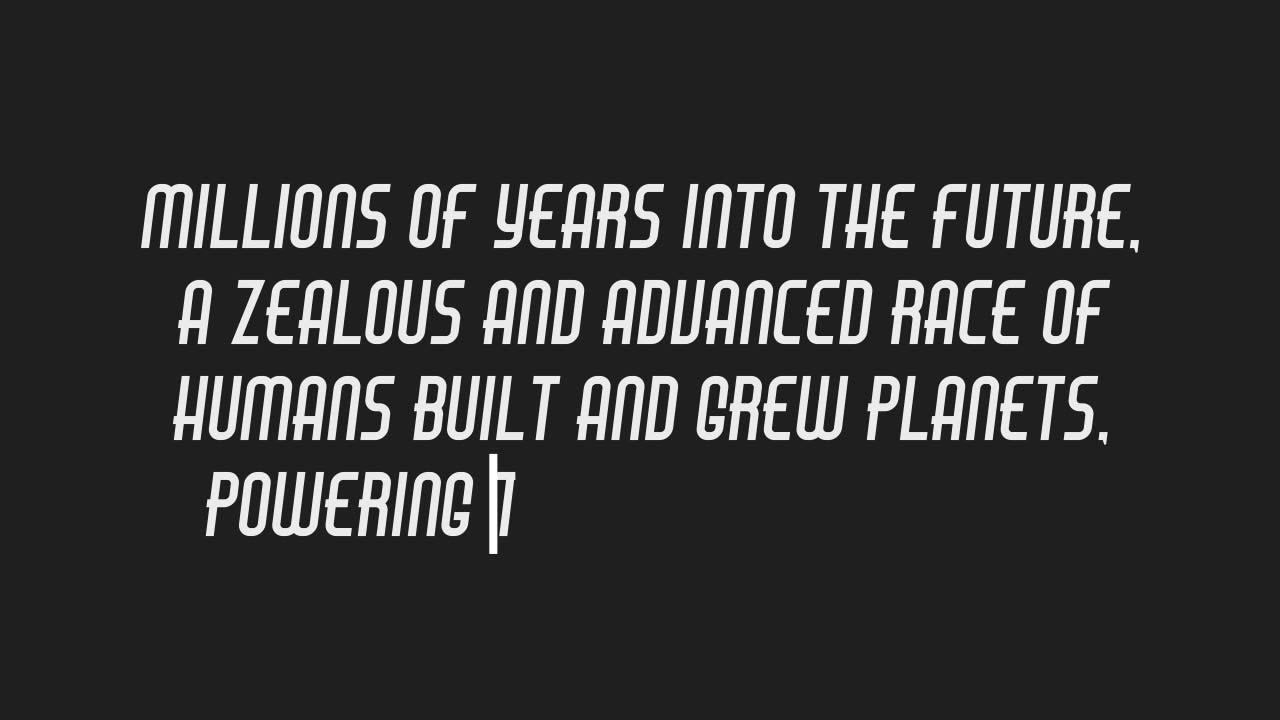 MILLIONS OF YEARS INTO THE FUTURE,
A ZEALOUS AND ADVANCED RACE OF
HUMANS BUILT AND GREW PLANETS,
POWERING T